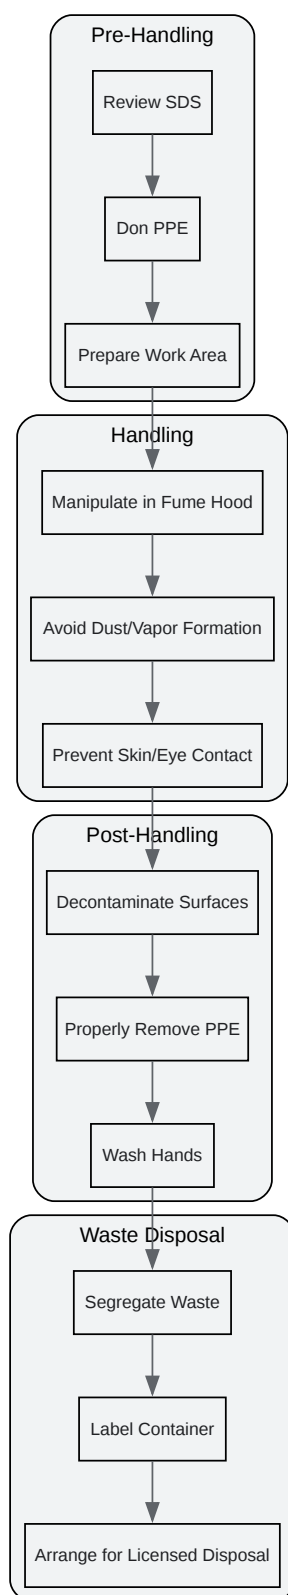 Pre-Handling
Review SDS
Don PPE
Prepare Work Area
Handling
Manipulate in Fume Hood
Avoid Dust/Vapor Formation
Prevent Skin/Eye Contact
Post-Handling
Decontaminate Surfaces
Properly Remove PPE
Wash Hands
Waste Disposal
Segregate Waste
Label Container
Arrange for Licensed Disposal